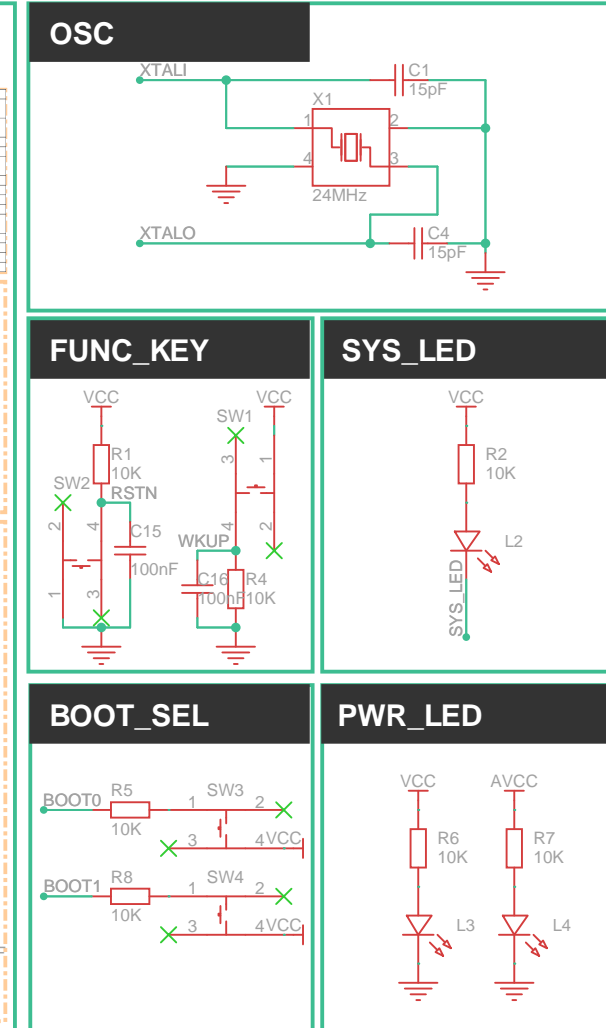 OSC
XTALI
C1
15pF
X1
1
2
4
3
24MHz
XTALO
C4
15pF
FUNC_KEY
VCC
R1
10K
SW2
RSTN
2
4
1
3
C15
100nF
VCC
SW1
3
1
4
2
WKUP
C16
100nF
R4
10K
SYS_LED
VCC
R2
10K
L2
SYS_LED
BOOT_SEL
BOOT0
R5
10K
1
SW3
2
3
4
VCC
BOOT1
R8
10K
1
SW4
2
3
4
VCC
PWR_LED
VCC
AVCC
R6
10K
R7
10K
L3
L4